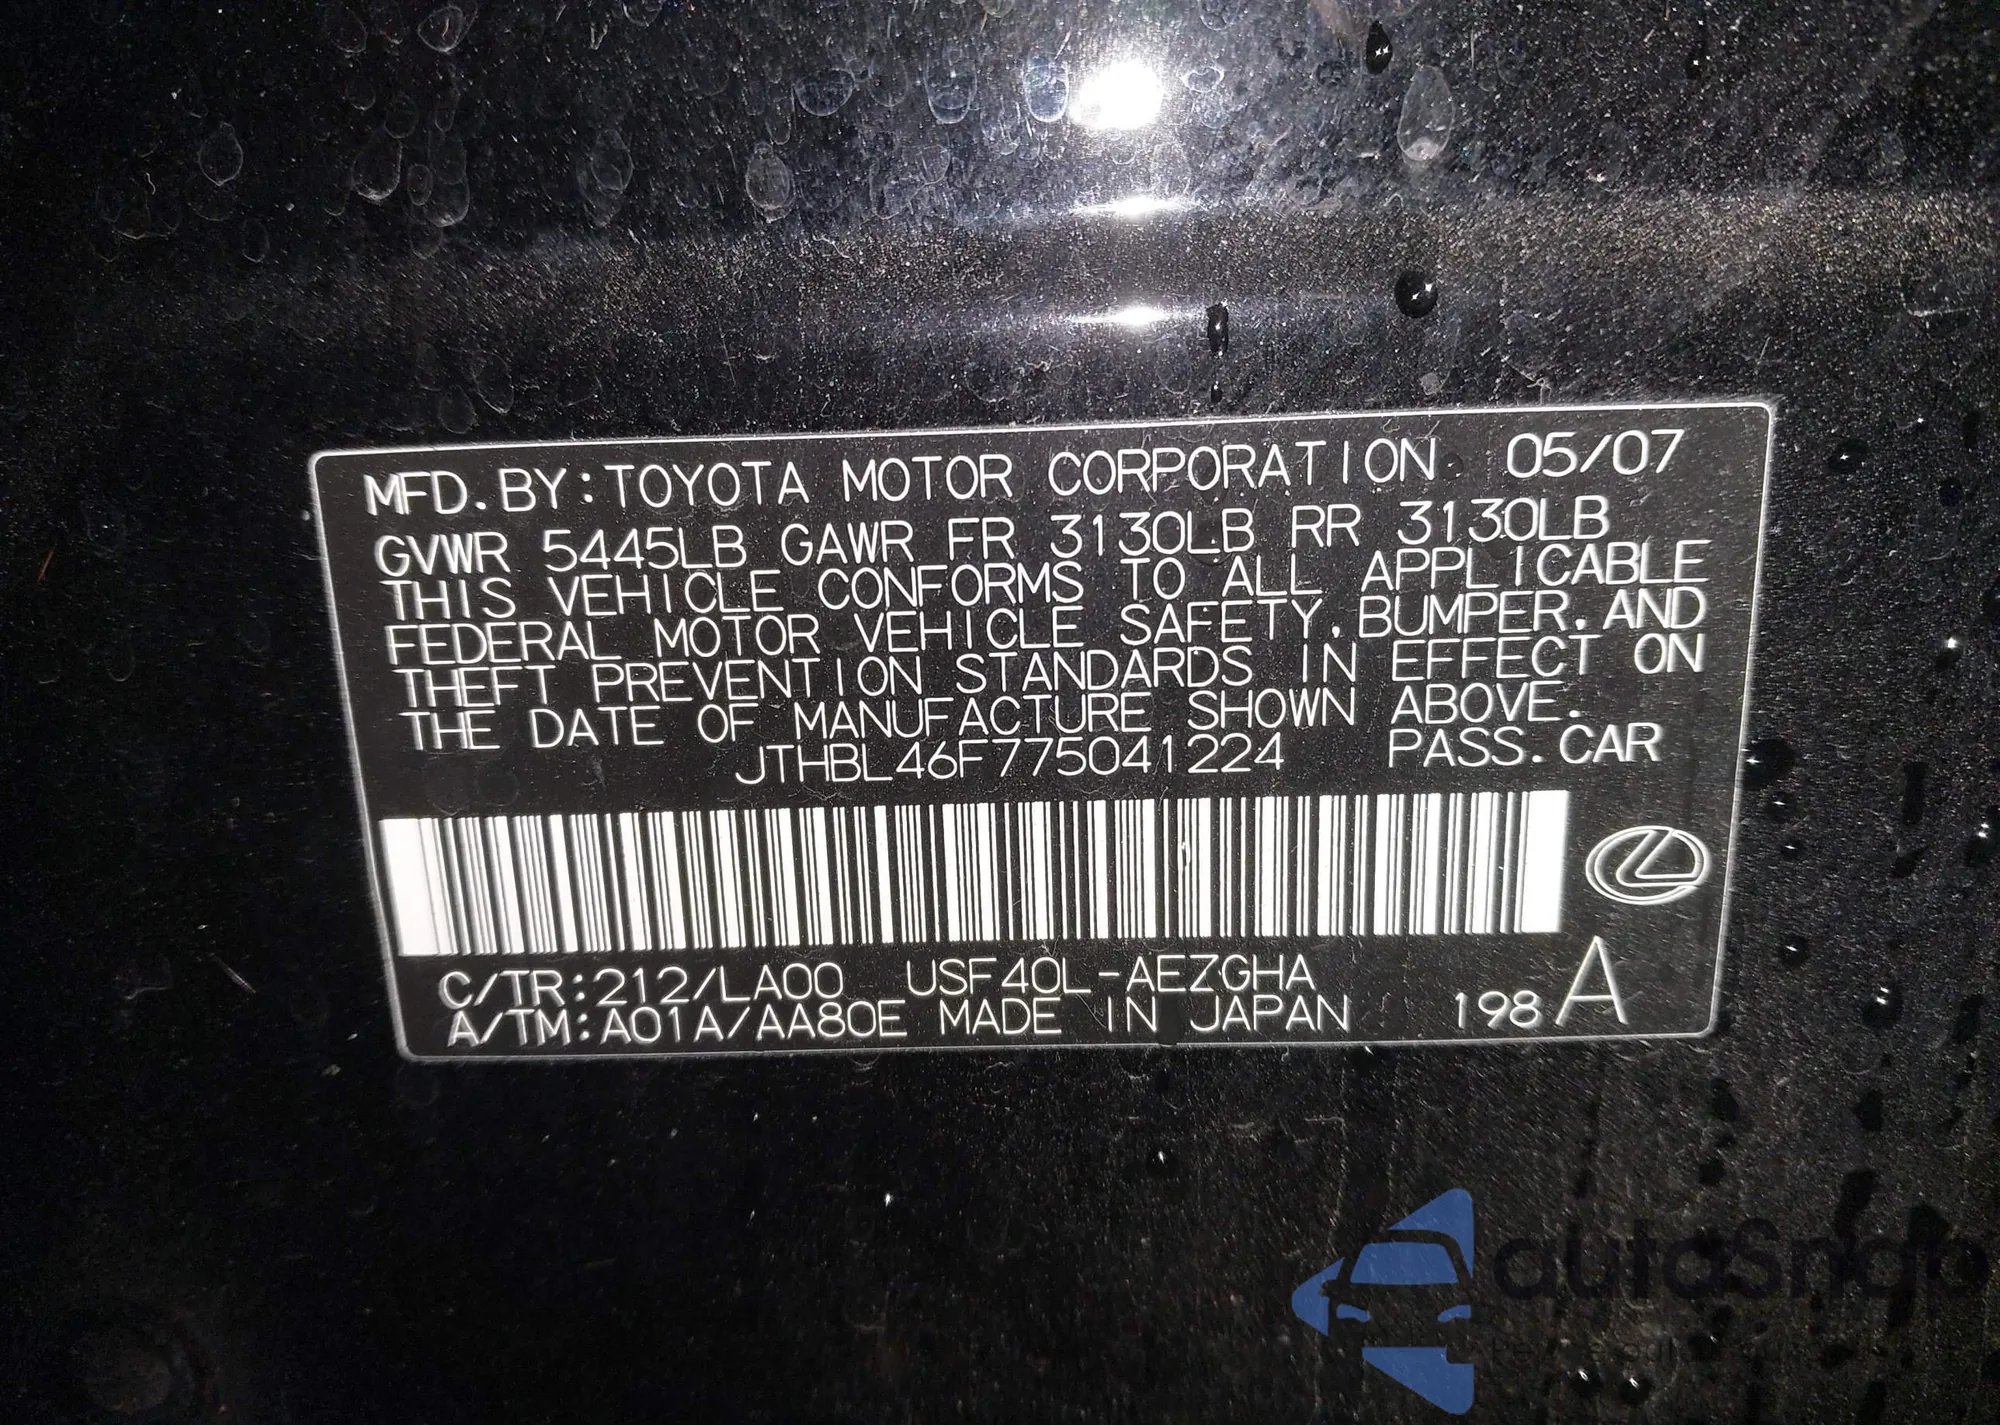 MFD. BY: TOYOTA MOTOR CORPORATION 05/07
GVWR 5445LB GAWR FR 3130LB RR 3130LB
THIS VEHICLE CONFORMS TO ALL APPLICABLE
FEDERAL MOTOR VEHICLE SAFETY, BUMPER, AND
THEFT PREVENTION STANDARDS IN EFFECT ON
THE DATE OF MANUFACTURE SHOWN ABOVE.
JTHBL46F775041224 PASS. CAR
C/TR: 212/LA00 USF40L-AEZGHA
A/TM: A01A/AA80E MADE IN JAPAN 198 A
autoSnap